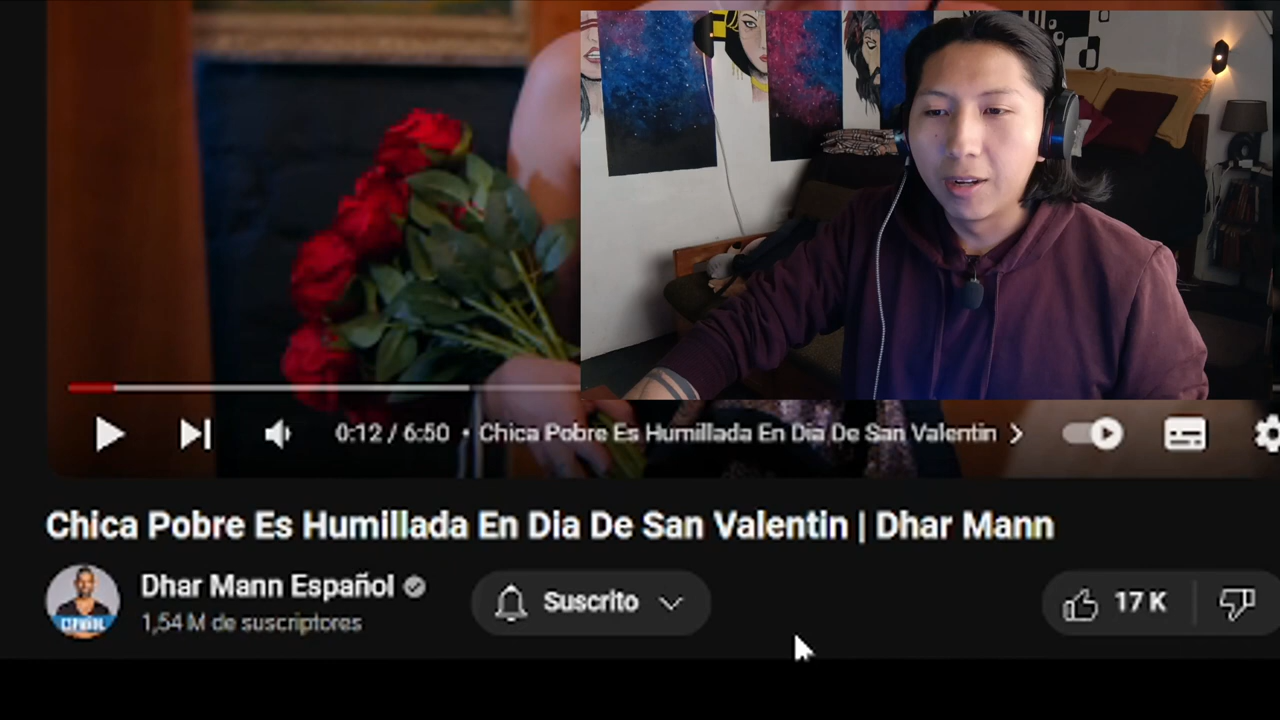 0:12 / 6:50 • Chica Pobre Es Humillada En Dia De San Valentin
Chica Pobre Es Humillada En Dia De San Valentin | Dhar Mann
Dhar Mann Español
1,54 M de suscriptores
Suscrito
17 K